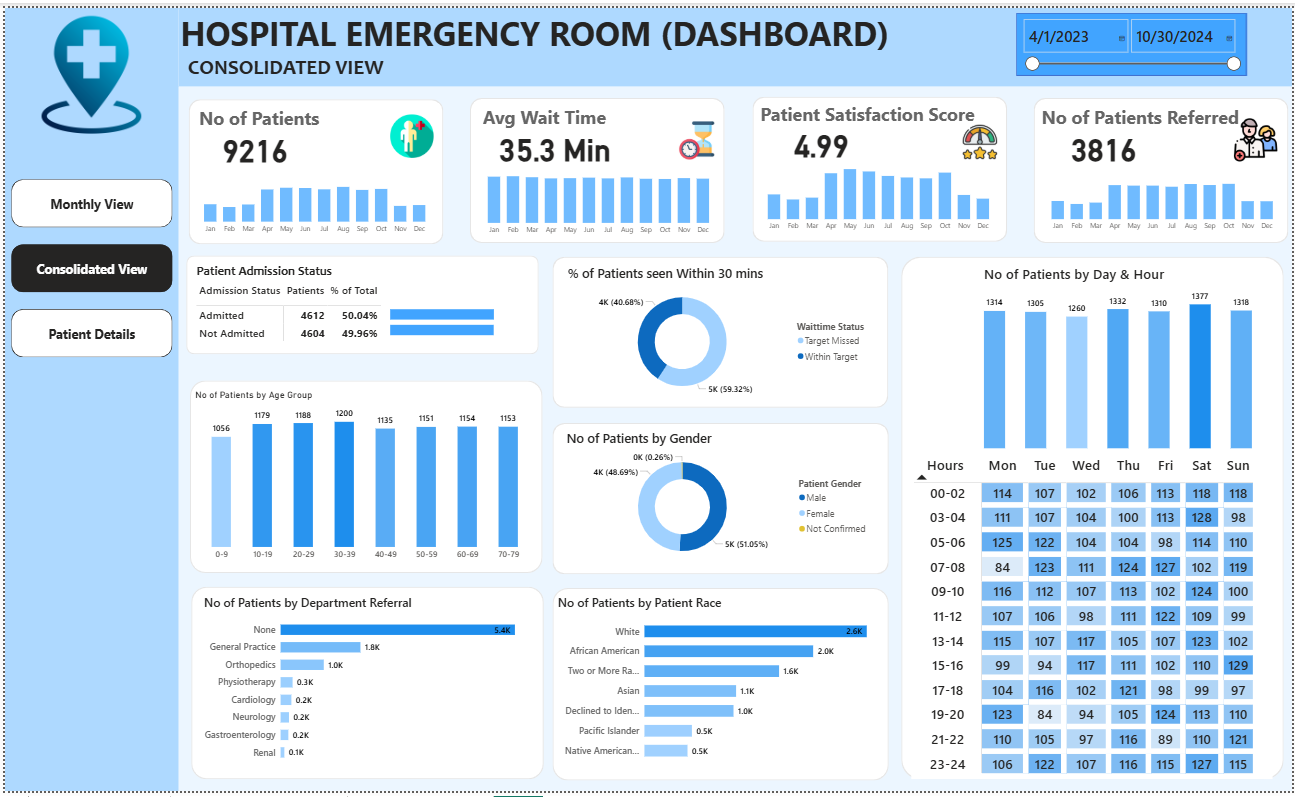 HOSPITAL EMERGENCY ROOM (DASHBOARD)
CONSOLIDATED VIEW
4/1/2023 10/30/2024
Monthly View
Consolidated View
Patient Details
No of Patients
9216
Jan Feb Mar Apr May Jun Jul Aug Sep Oct Nov Dec
Avg Wait Time
35.3 Min
Jan Feb Mar Apr May Jun Jul Aug Sep Oct Nov Dec
Patient Satisfaction Score
4.99
Jan Feb Mar Apr May Jun Jul Aug Sep Oct Nov Dec
No of Patients Referred
3816
Jan Feb Mar Apr May Jun Jul Aug Sep Oct Nov Dec
Patient Admission Status
Admission Status Patients % of Total
Admitted 4612 50.04%
Not Admitted 4604 49.96%
% of Patients seen Within 30 mins
4K (40.68%)
5K (59.32%)
Waittime Status
Target Missed
Within Target
No of Patients by Age Group
1056 1179 1188 1200 1135 1151 1154 1153
0-9 10-19 20-29 30-39 40-49 50-59 60-69 70-79
No of Patients by Gender
0K (0.26%)
4K (48.69%)
5K (51.05%)
Patient Gender
Male
Female
Not Confirmed
No of Patients by Department Referral
None 5.4K
General Practice 1.8K
Orthopedics 1.0K
Physiotherapy 0.3K
Cardiology 0.2K
Neurology 0.2K
Gastroenterology 0.2K
Renal 0.1K
No of Patients by Patient Race
White 2.6K
African American 2.0K
Two or More Ra... 1.6K
Asian 1.1K
Declined to Iden... 1.0K
Pacific Islander 0.5K
Native American... 0.5K
No of Patients by Day & Hour
1314 1305 1260 1332 1310 1377 1318
Hours Mon Tue Wed Thu Fri Sat Sun
00-02 114 107 102 106 113 118 118
03-04 111 107 104 100 113 128 98
05-06 125 122 104 104 98 114 110
07-08 84 123 111 124 127 102 119
09-10 116 112 107 113 102 124 100
11-12 107 106 98 111 122 109 99
13-14 115 107 117 105 107 123 102
15-16 99 94 117 111 102 110 129
17-18 104 116 102 121 98 99 97
19-20 123 84 94 105 124 113 110
21-22 110 105 97 116 89 110 121
23-24 106 122 107 116 115 127 115